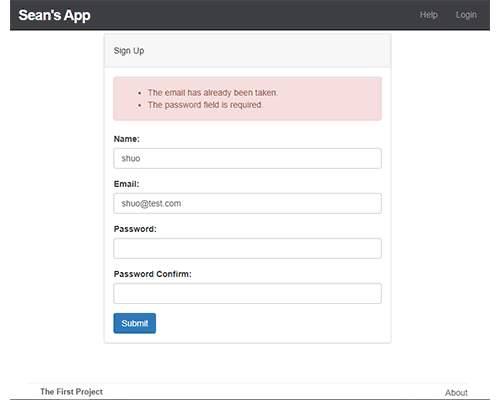 Sean's App Help Login
Sign Up
The email has already been taken.
The password field is required.
Name:
shuo
Email:
shuo@test.com
Password:
Password Confirm:
Submit
The First Project About